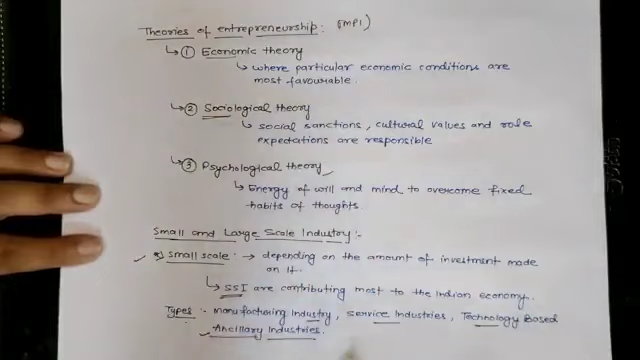 Theories of entrepreneurship: (MP1)
① Economic theory
where particular economic conditions are
most favourable.
② Sociological theory
social sanctions, cultural values and role
expectations are responsible
③ Psychological theory
Energy of will and mind to overcome fixed
habits of thoughts.
Small and Large Scale Industry:-
Small scale:- → depending on the amount of investment made
on it.
SSI are contributing most to the Indian economy.
Types:- Manufacturing Industry, Service Industries, Technology Based
Ancillary Industries.